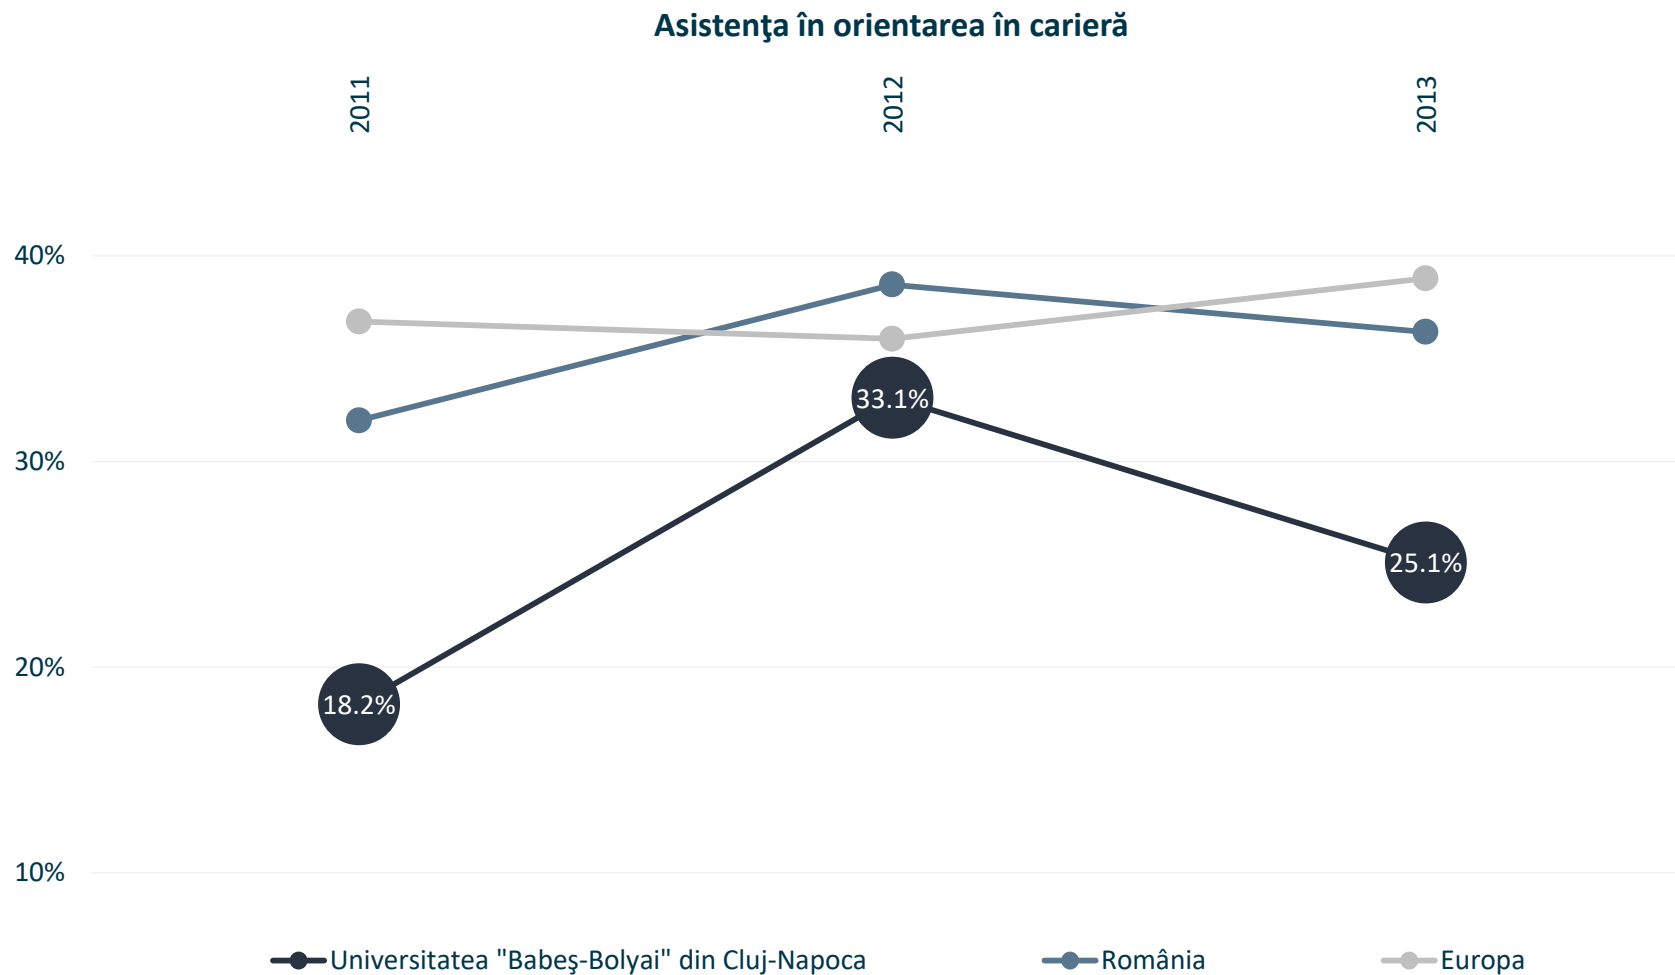 Asistenţa în orientarea în carieră
2011
2012
2013
40%
30%
20%
10%
33.1%
25.1%
18.2%
Universitatea "Babeş-Bolyai" din Cluj-Napoca
România
Europa